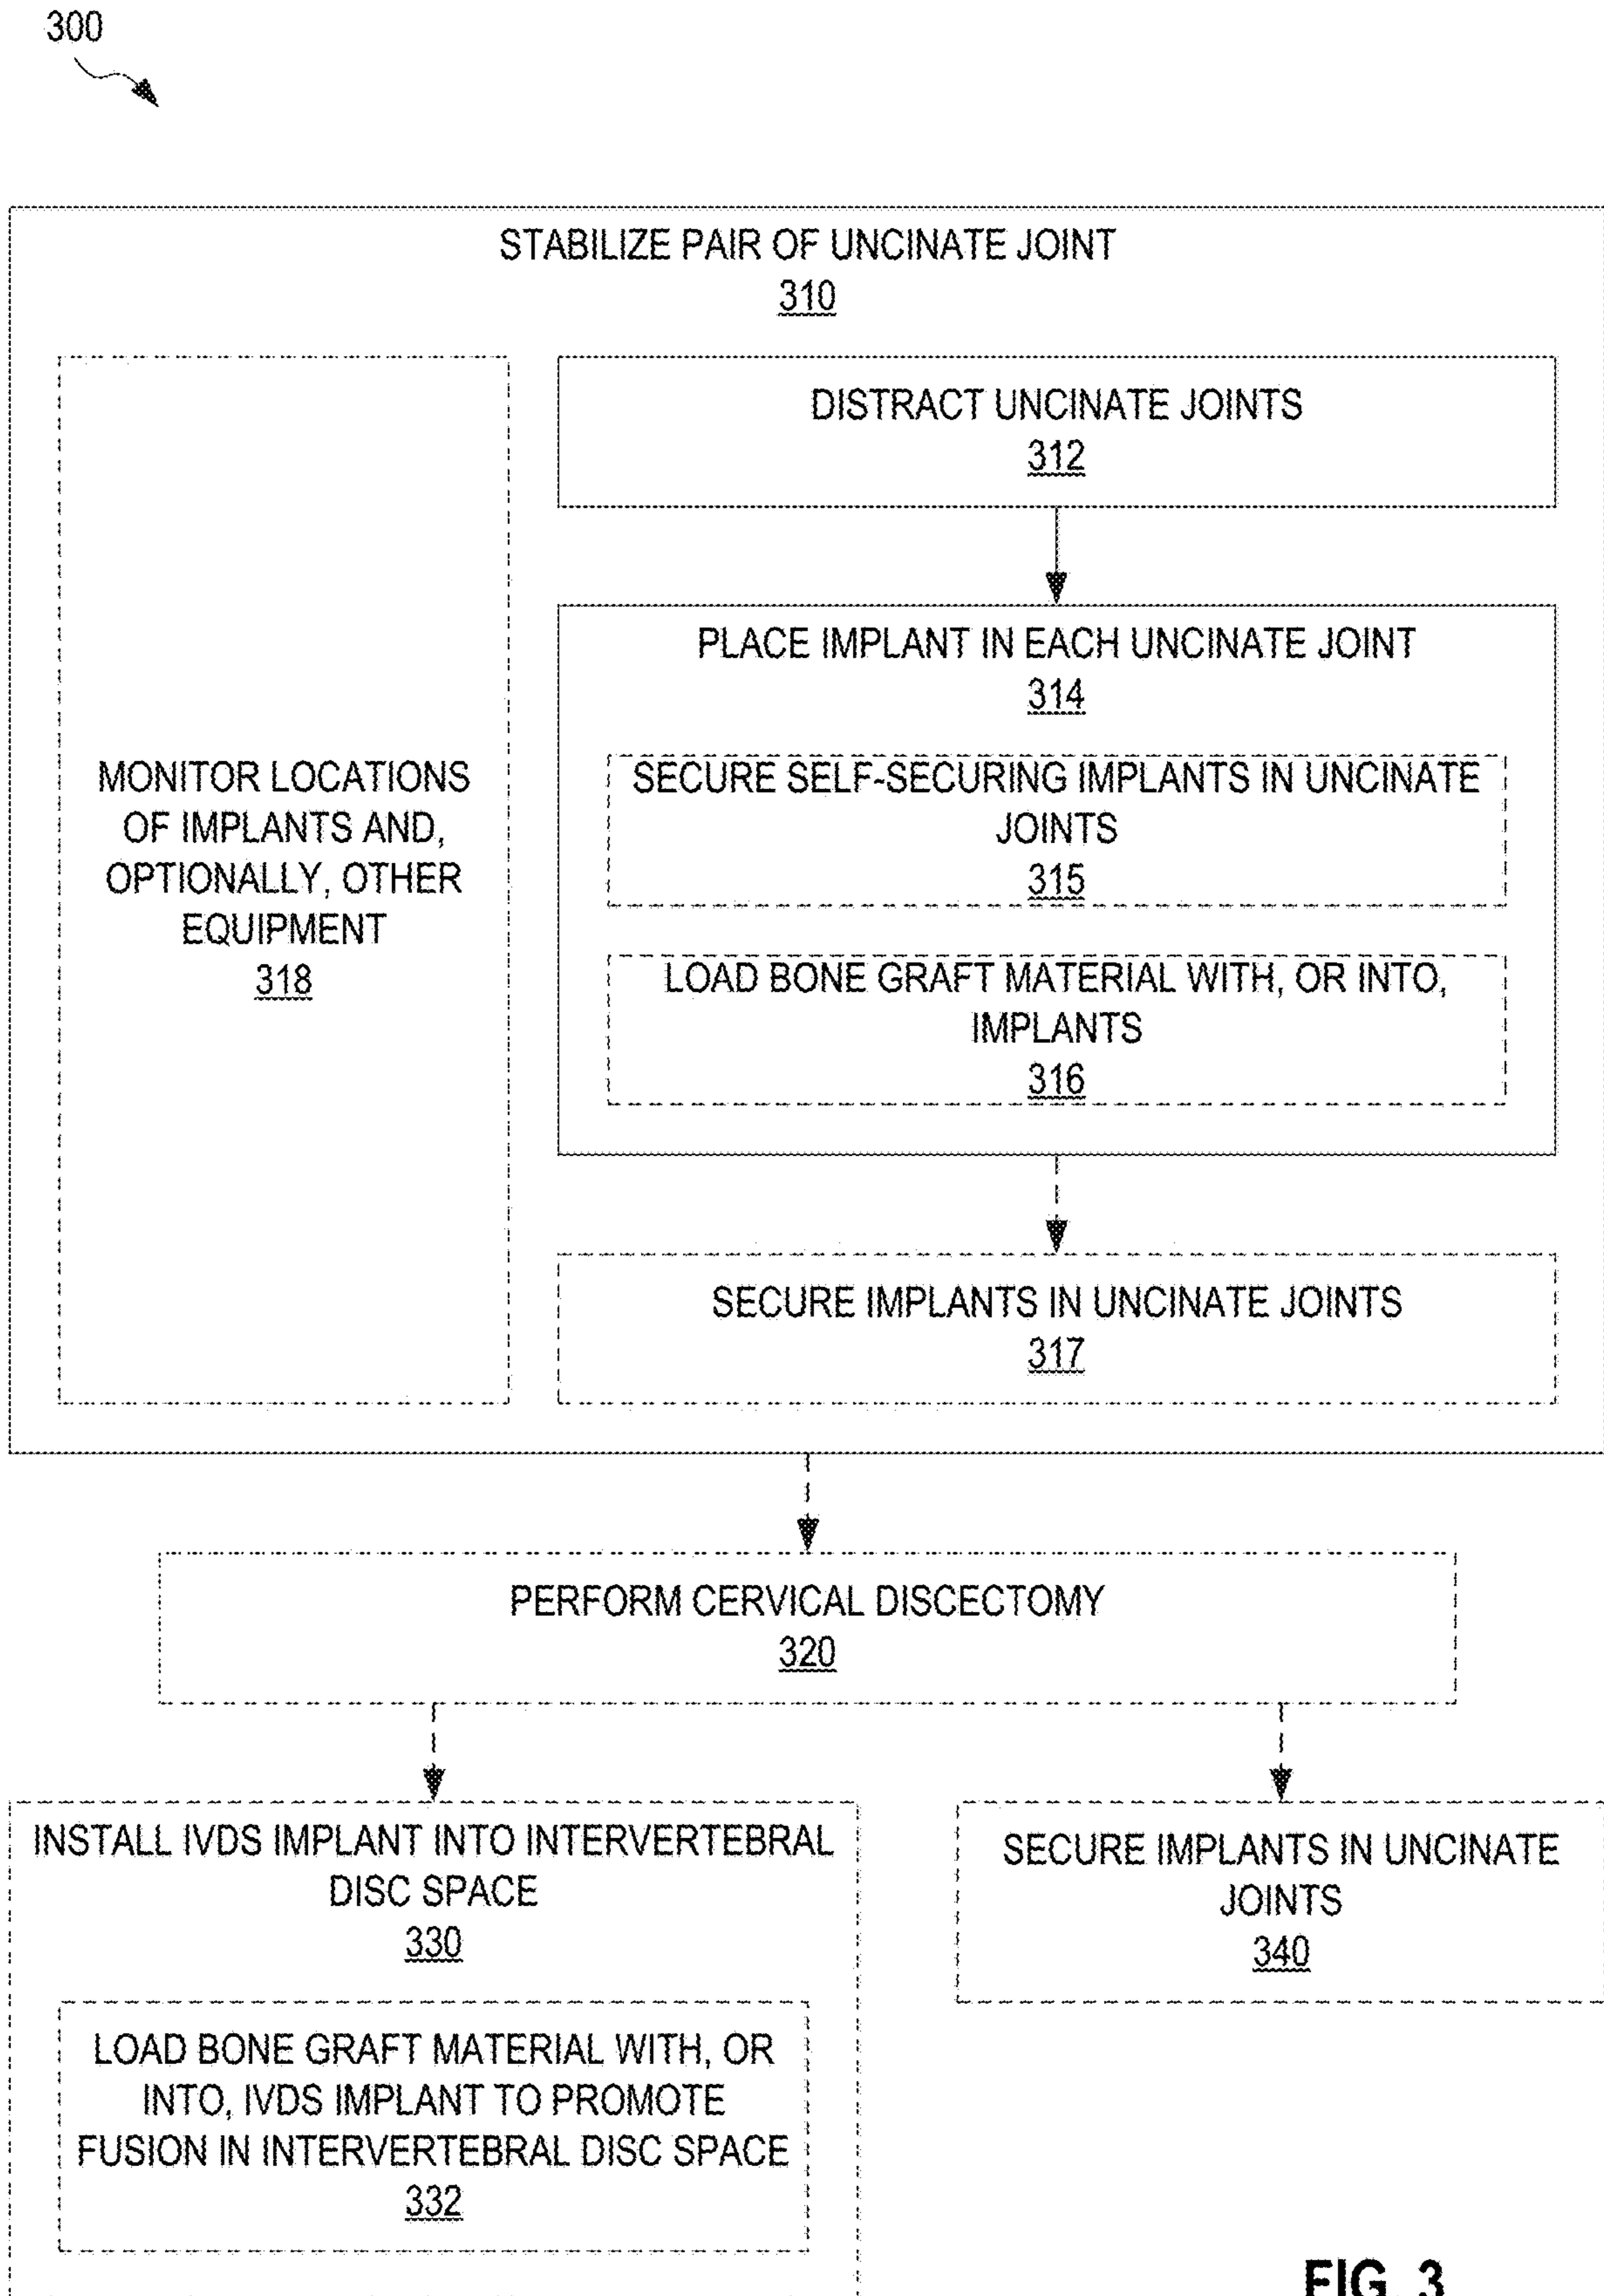 300
STABILIZE PAIR OF UNCINATE JOINT
310
DISTRACT UNCINATE JOINTS
312
PLACE IMPLANT IN EACH UNCINATE JOINT
314
SECURE SELF-SECURING IMPLANTS IN UNCINATE
JOINTS
315
LOAD BONE GRAFT MATERIAL WITH, OR INTO,
IMPLANTS
316
MONITOR LOCATIONS
OF IMPLANTS AND,
OPTIONALLY, OTHER
EQUIPMENT
318
SECURE IMPLANTS IN UNCINATE JOINTS
317
PERFORM CERVICAL DISCECTOMY
320
INSTALL IVDS IMPLANT INTO INTERVERTEBRAL
DISC SPACE
330
LOAD BONE GRAFT MATERIAL WITH, OR
INTO, IVDS IMPLANT TO PROMOTE
FUSION IN INTERVERTEBRAL DISC SPACE
332
SECURE IMPLANTS IN UNCINATE
JOINTS
340
FIG. 3